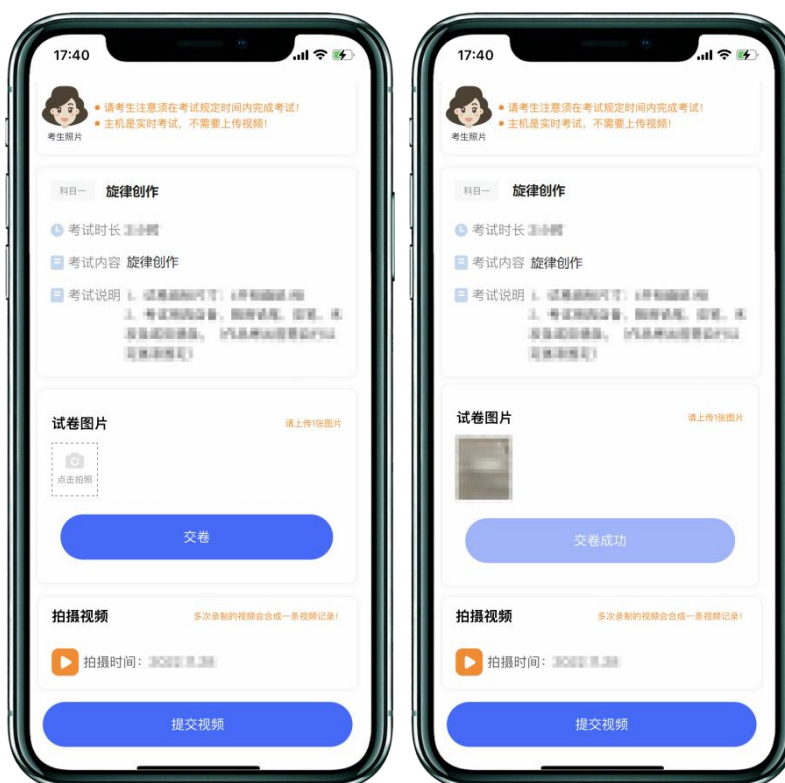 17:40
请考生注意须在考试规定时间内完成考试!
主机是实时考试，不需要上传视频!
考生照片
科目一 旋律创作
考试时长
考试内容 旋律创作
考试说明
试卷图片 请上传1张图片
点击拍照
交卷
拍摄视频 多次录制的视频会合成一条视频记录!
拍摄时间:
提交视频
17:40
请考生注意须在考试规定时间内完成考试!
主机是实时考试，不需要上传视频!
考生照片
科目一 旋律创作
考试时长
考试内容 旋律创作
考试说明
试卷图片 请上传1张图片
交卷成功
拍摄视频 多次录制的视频会合成一条视频记录!
拍摄时间:
提交视频